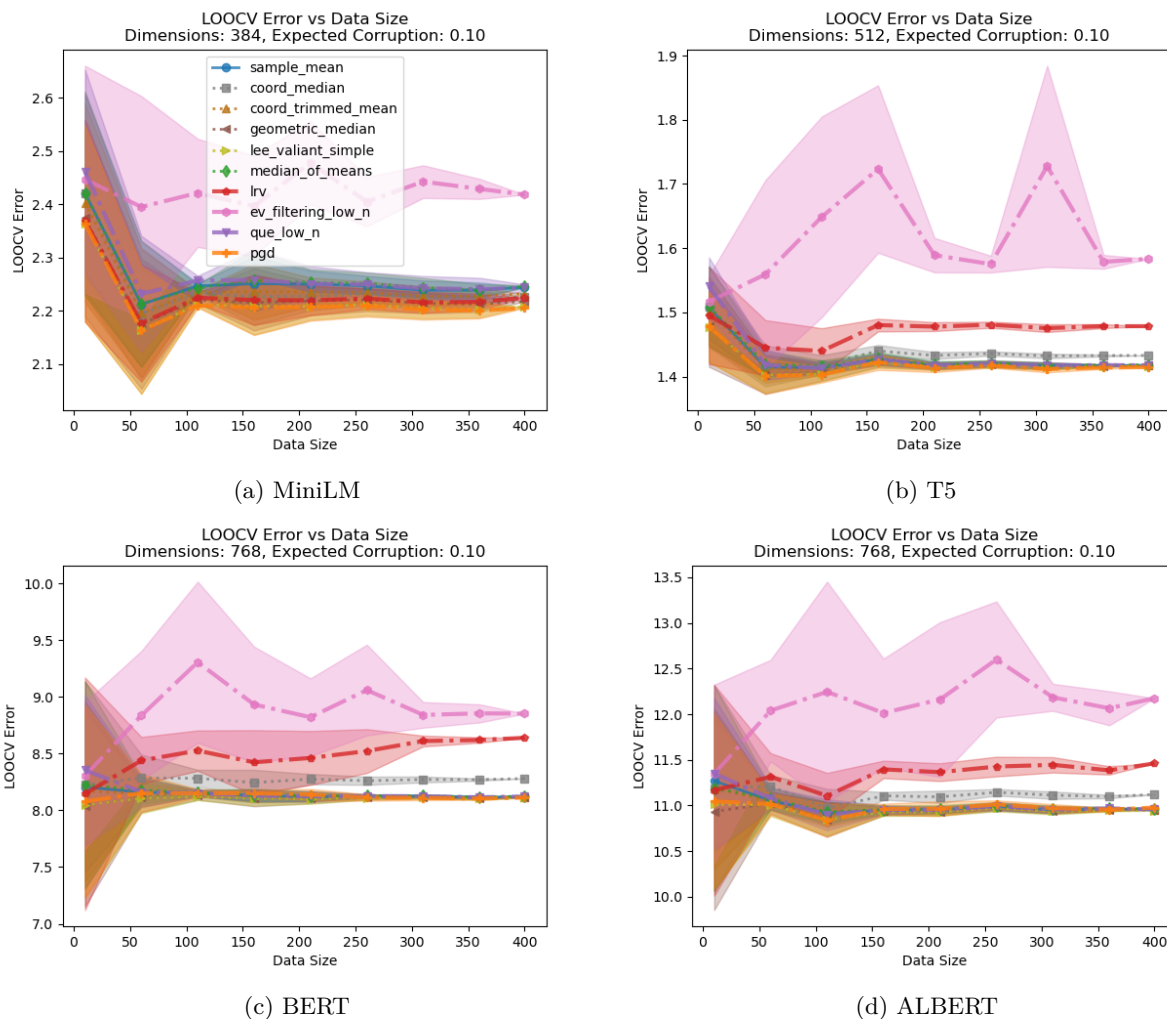 LOOCV Error vs Data Size
Dimensions: 384, Expected Corruption: 0.10
LOOCV Error
2.6
2.5
2.4
2.3
2.2
2.1
sample_mean
coord_median
coord_trimmed_mean
geometric_median
lee_valiant_simple
median_of_means
lrv
ev_filtering_low_n
que_low_n
pgd
0 50 100 150 200 250 300 350 400
Data Size
(a) MiniLM
LOOCV Error vs Data Size
Dimensions: 512, Expected Corruption: 0.10
LOOCV Error
1.9
1.8
1.7
1.6
1.5
1.4
0 50 100 150 200 250 300 350 400
Data Size
(b) T5
LOOCV Error vs Data Size
Dimensions: 768, Expected Corruption: 0.10
LOOCV Error
10.0
9.5
9.0
8.5
8.0
7.5
7.0
0 50 100 150 200 250 300 350 400
Data Size
(c) BERT
LOOCV Error vs Data Size
Dimensions: 768, Expected Corruption: 0.10
LOOCV Error
13.5
13.0
12.5
12.0
11.5
11.0
10.5
10.0
0 50 100 150 200 250 300 350 400
Data Size
(d) ALBERT